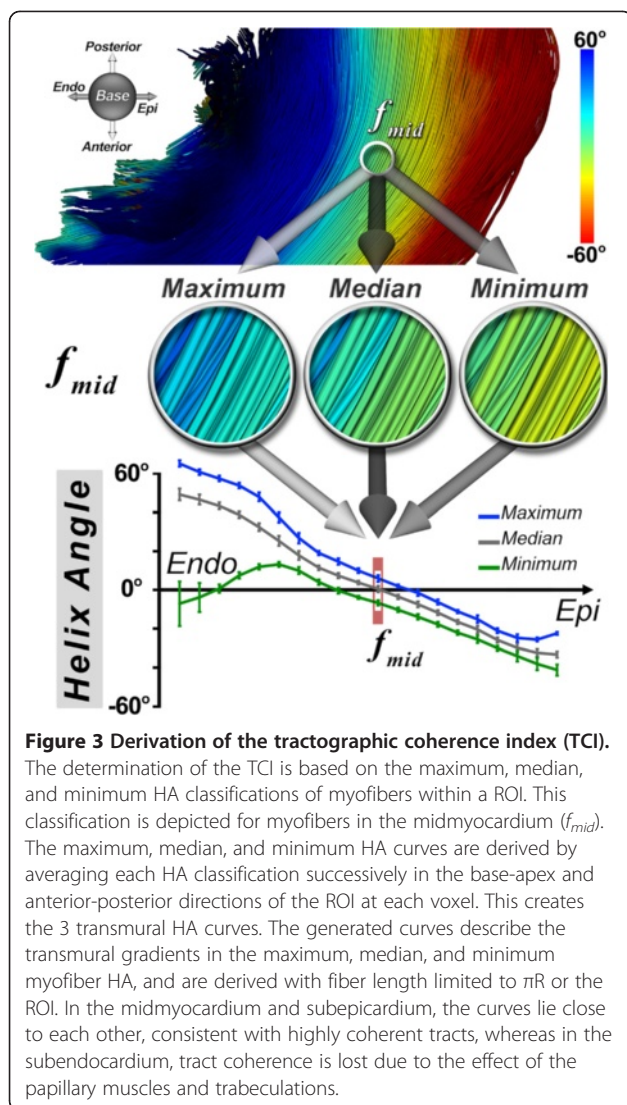 Posterior
60°
Endo Base Epi
Anterior
f_mid
-60°
Maximum Median Minimum
f_mid
Helix Angle
60°
Maximum
Median
Minimum
Endo
0°
Epi
f_mid
-60°
Figure 3 Derivation of the tractographic coherence index (TCI).
The determination of the TCI is based on the maximum, median,
and minimum HA classifications of myofibers within a ROI. This
classification is depicted for myofibers in the midmyocardium (f_mid).
The maximum, median, and minimum HA curves are derived by
averaging each HA classification successively in the base-apex and
anterior-posterior directions of the ROI at each voxel. This creates
the 3 transmural HA curves. The generated curves describe the
transmural gradients in the maximum, median, and minimum
myofiber HA, and are derived with fiber length limited to πR or the
ROI. In the midmyocardium and subepicardium, the curves lie close
to each other, consistent with highly coherent tracts, whereas in the
subendocardium, tract coherence is lost due to the effect of the
papillary muscles and trabeculations.